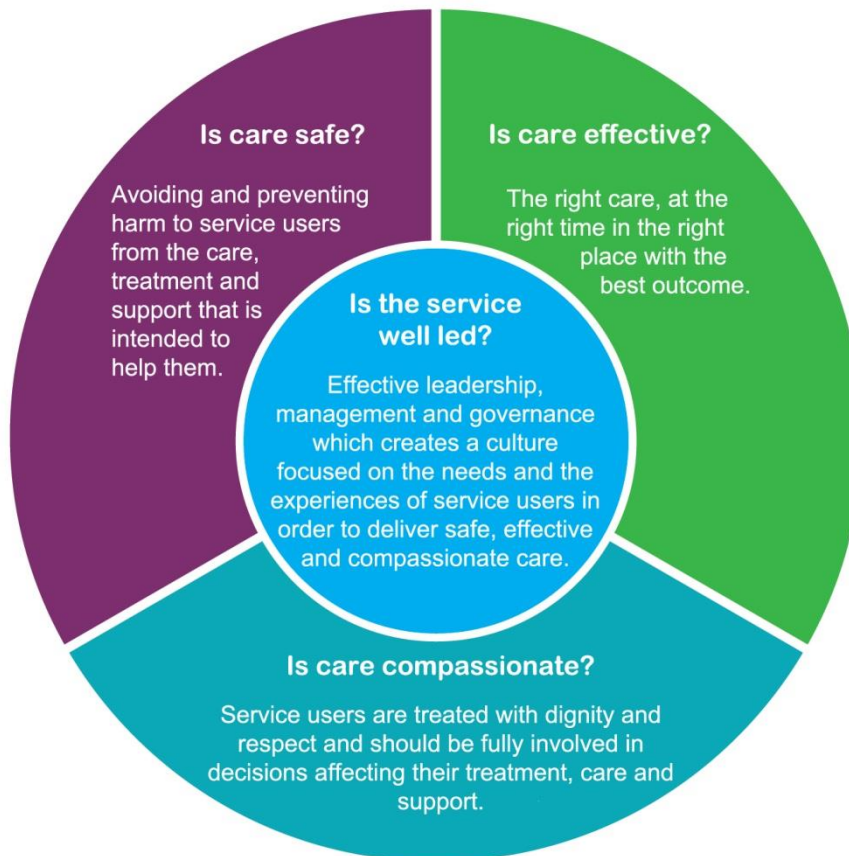 Is care safe?
Avoiding and preventing
harm to service users
from the care,
treatment and
support that is
intended to
help them.
Is care effective?
The right care, at the
right time in the right
place with the
best outcome.
Is the service
well led?
Effective leadership,
management and governance
which creates a culture
focused on the needs and the
experiences of service users in
order to deliver safe, effective
and compassionate care.
Is care compassionate?
Service users are treated with dignity and
respect and should be fully involved in
decisions affecting their treatment, care and
support.